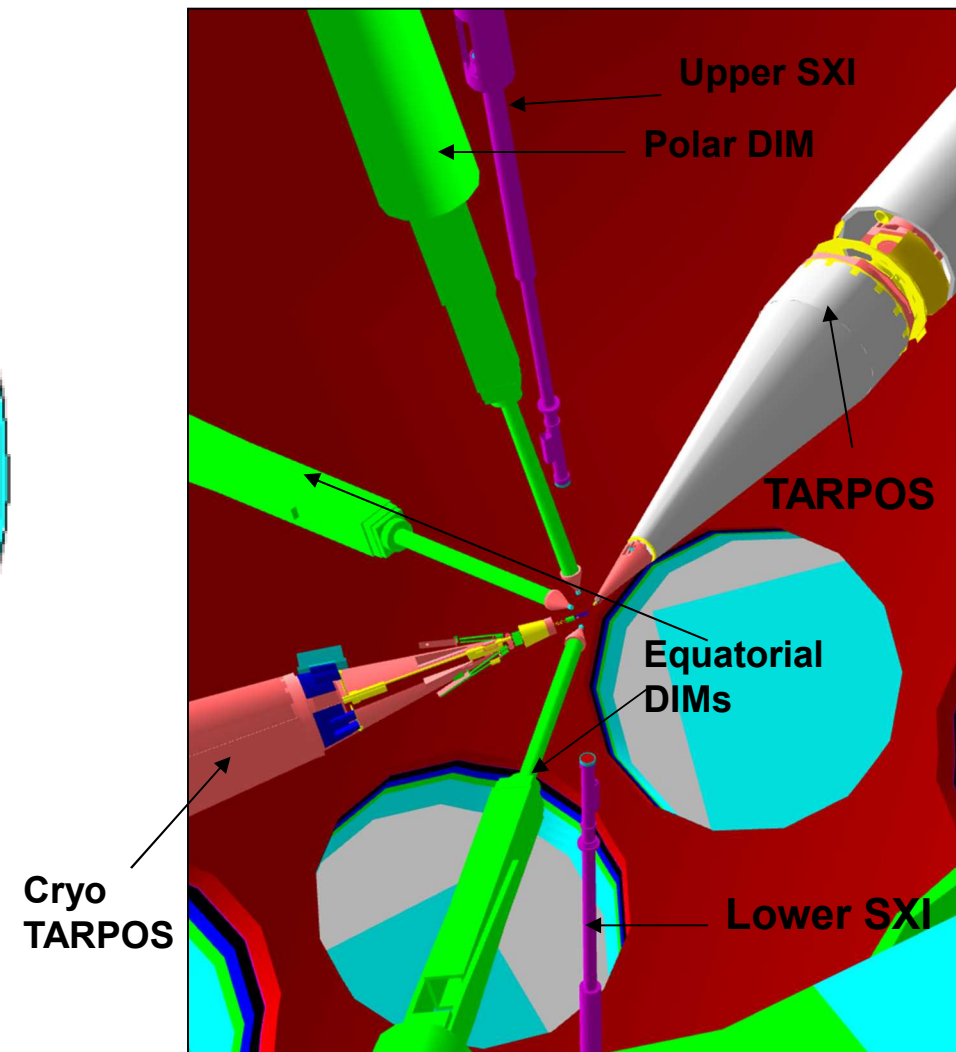 Upper SXI
Polar DIM
TARPOS
Equatorial
DIMs
Cryo
TARPOS
Lower SXI